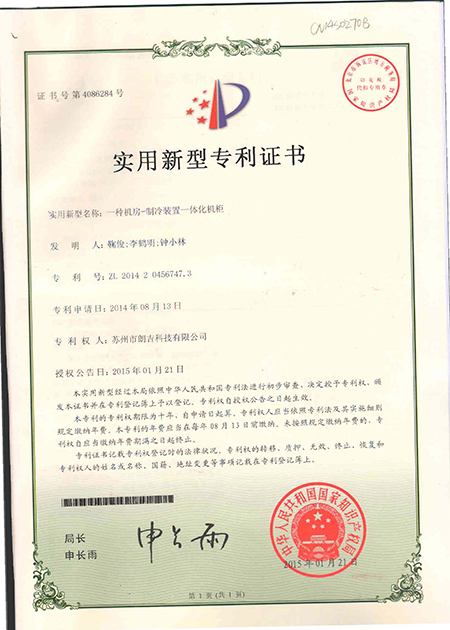 CN1450270B
证书号第4086284号
实用新型专利证书
实用新型名称：一种机房-制冷装置一体化机柜
发明人：鞠俊;李鹤明;钟小林
专利号：ZL 2014 2 0456747.3
专利申请日：2014年08月13日
专利权人：苏州市朗吉科技有限公司
授权公告日：2015年01月21日
本实用新型经过本局依照中华人民共和国专利法进行初步审查，决定授予专利权，颁
发本证书并在专利登记簿上予以登记。专利权自授权公告之日起生效。
本专利的专利权期限为十年，自申请日起算。专利权人应当依照专利法及其实施细则
规定缴纳年费。本专利的年费应当在每年08月13日前缴纳。未按照规定缴纳年费的，专
利权自应当缴纳年费期满之日起终止。
专利证书记载专利权登记时的法律状况。专利权的转移、质押、无效、终止、恢复和
专利权人的姓名或名称、国籍、地址变更等事项记载在专利登记簿上。
局长
申长雨
申长雨
中华人民共和国国家知识产权局
2015年01月21日
第1页(共1页)